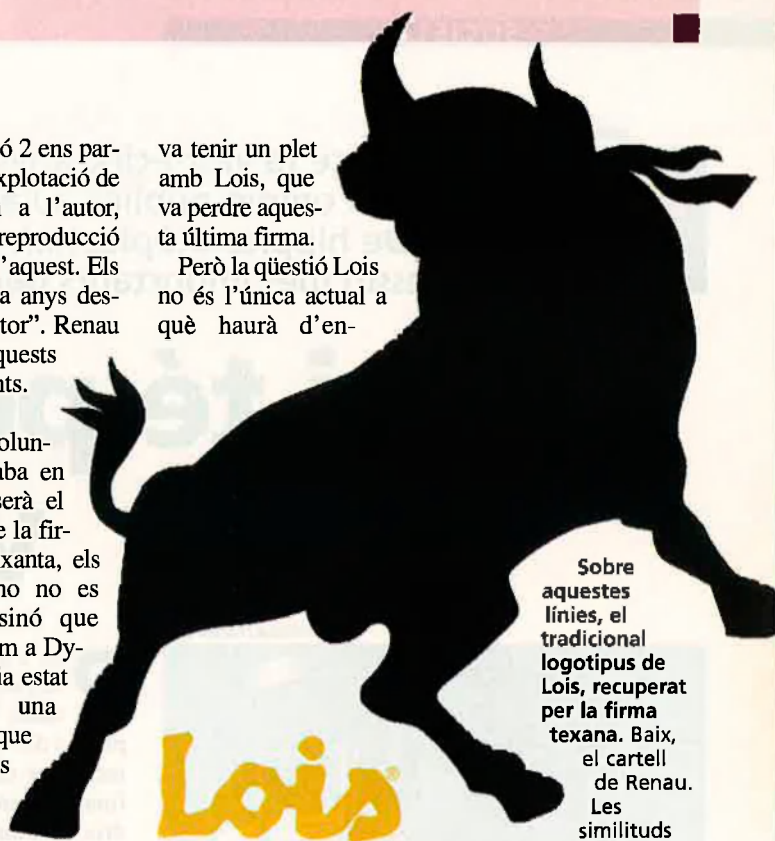 ó 2 ens par-
xplotació de
a l'autor,
reproducció
'aquest. Els
a anys des-
tor”. Renau
quests
nts.
olun-
aba en
serà el
e la fir-
ixanta, els
no no es
sinó que
m a Dy-
ia estat
una
que
s
va tenir un plet
amb Lois, que
va perdre aques-
ta última firma.
Però la qüestió Lois
no és l'única actual a
què haurà d'en-
Sobre
aquestes
línies, el
tradicional
logotipus de
Lois, recuperat
per la firma
texana. Baix,
el cartell
de Renau.
Les
similituds
Lois®